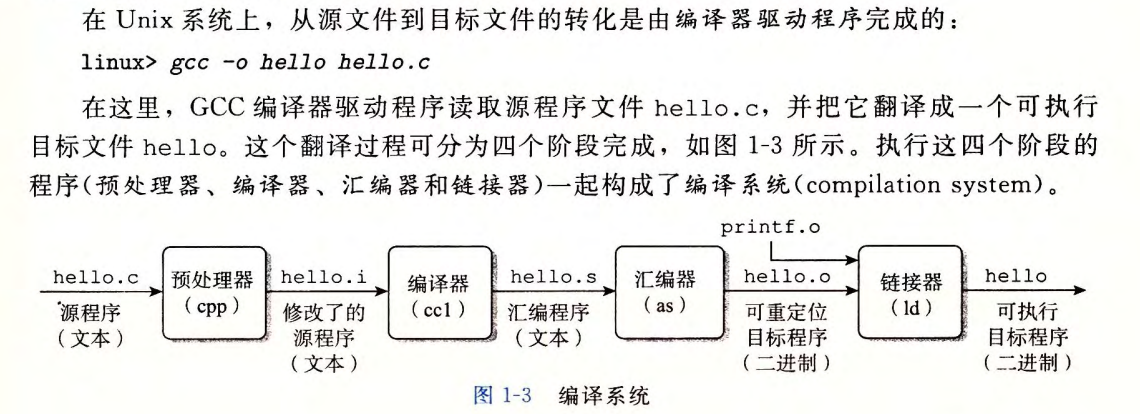 在 Unix 系统上，从源文件到目标文件的转化是由编译器驱动程序完成的：
linux> gcc -o hello hello.c
在这里，GCC 编译器驱动程序读取源程序文件 hello.c，并把它翻译成一个可执行
目标文件 hello。这个翻译过程可分为四个阶段完成，如图 1-3 所示。执行这四个阶段的
程序(预处理器、编译器、汇编器和链接器)一起构成了编译系统(compilation system)。
printf.o
hello.c
源程序
（文本）
预处理器
（cpp）
hello.i
修改了的
源程序
（文本）
编译器
（cc1）
hello.s
汇编程序
（文本）
汇编器
（as）
hello.o
可重定位
目标程序
（二进制）
链接器
（ld）
hello
可执行
目标程序
（二进制）
图 1-3 编译系统